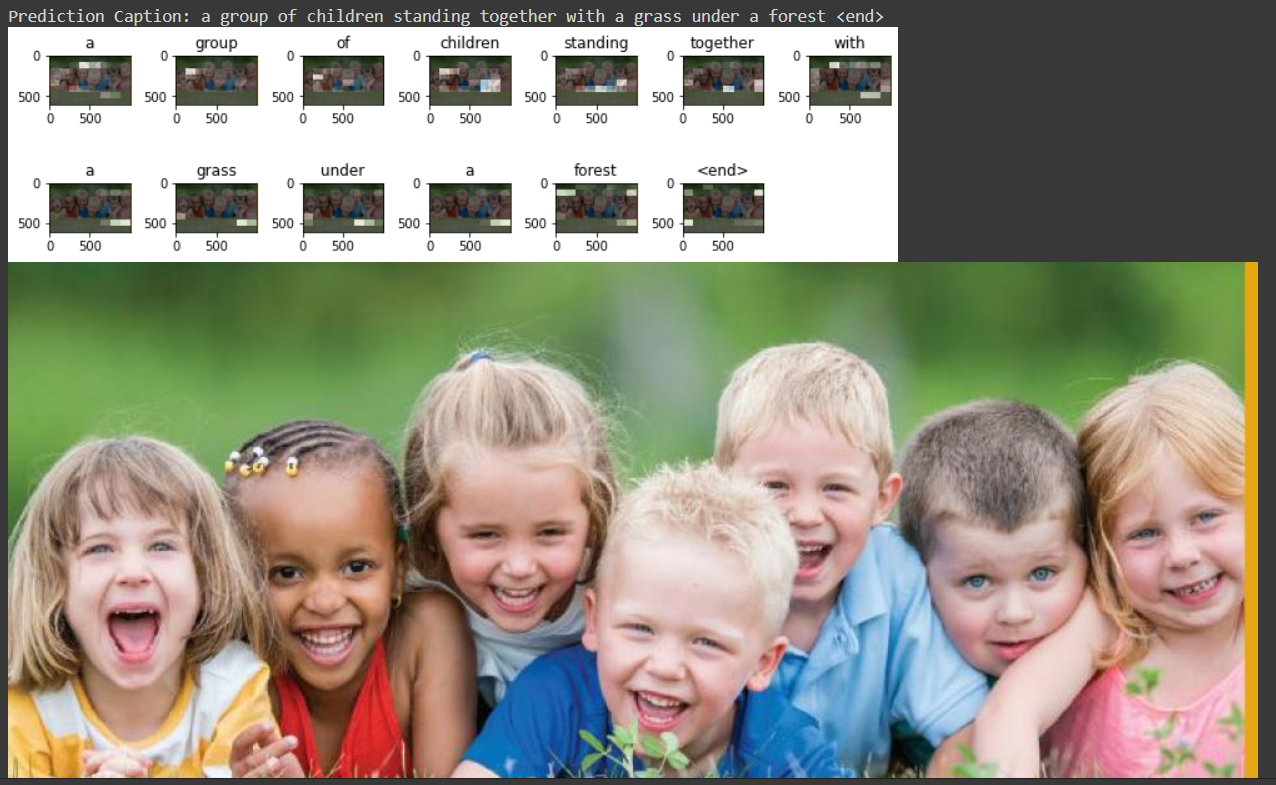 Prediction Caption: a group of children standing together with a grass under a forest <end>
a group of children standing together with
0 0 0 0 0 0 0
500 500 500 500 500 500 500
0 500 0 500 0 500 0 500 0 500 0 500 0 500
a grass under a forest <end>
0 0 0 0 0 0
500 500 500 500 500 500
0 500 0 500 0 500 0 500 0 500 0 500